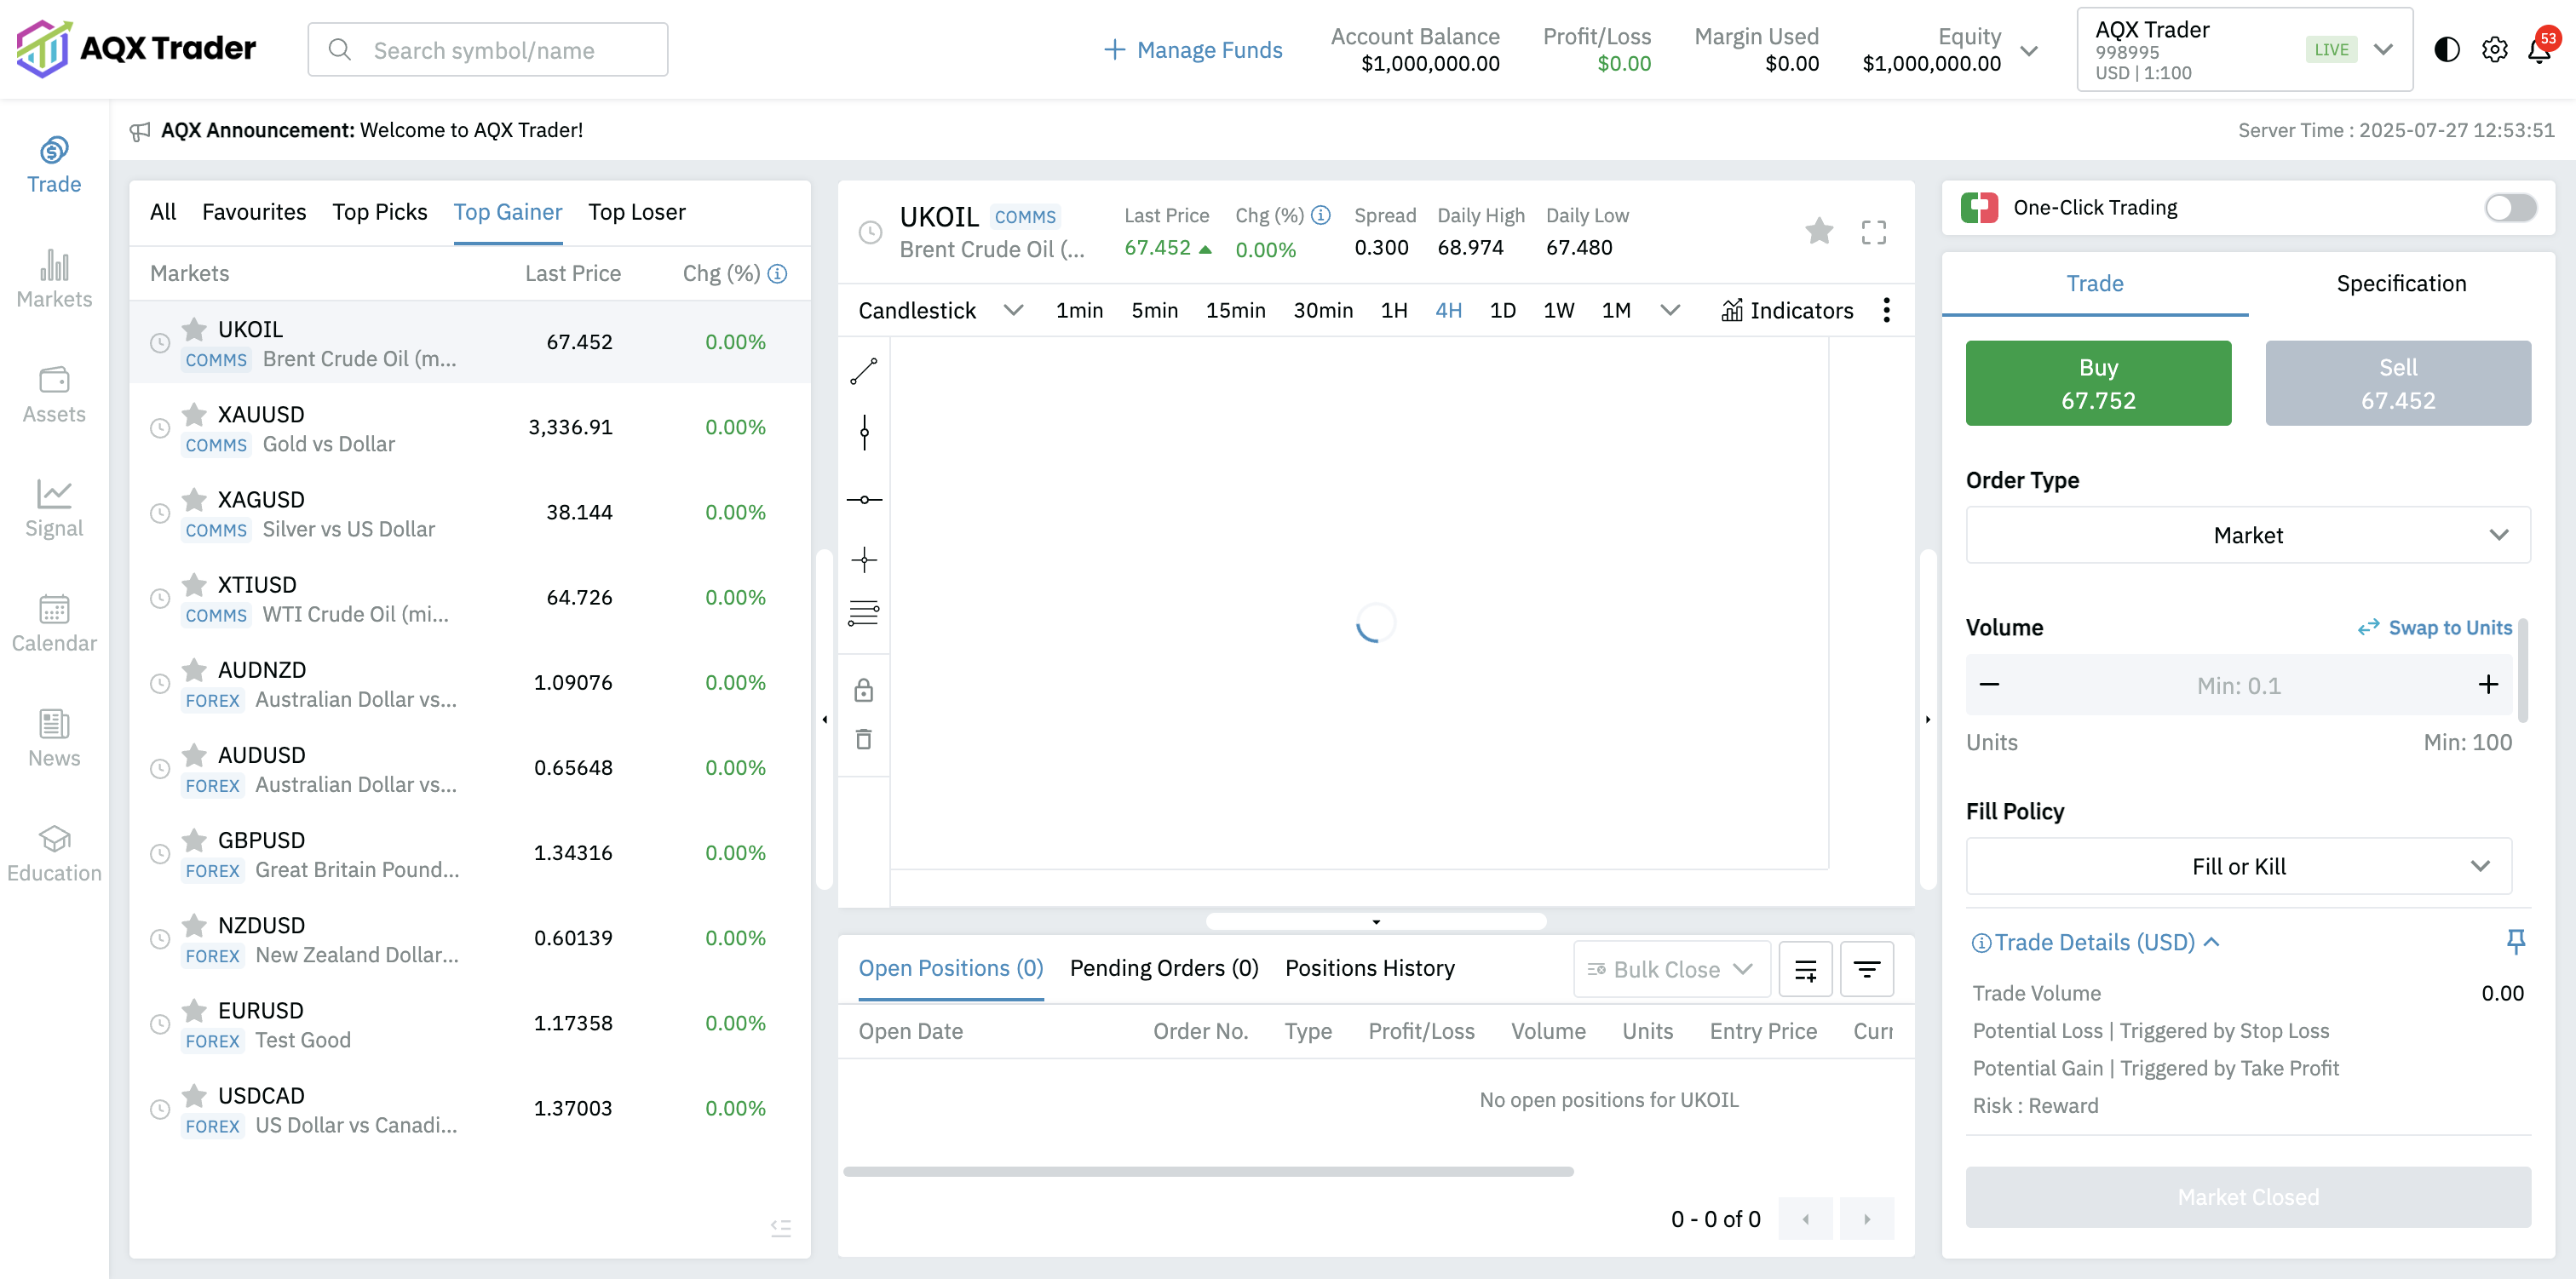 AQX Trader
Search symbol/name
Manage Funds
Account Balance
$1,000,000.00
Profit/Loss
$0.00
Margin Used
$0.00
Equity
$1,000,000.00
AQX Trader
998995
USD | 1:100
LIVE
53
AQX Announcement: Welcome to AQX Trader!
Server Time : 2025-07-27 12:53:51
Trade
Markets
Assets
Signal
Calendar
News
Education
All Favourites Top Picks Top Gainer Top Loser
Markets Last Price Chg (%)
UKOIL
COMMS Brent Crude Oil (m...
67.452 0.00%
XAUUSD
COMMS Gold vs Dollar
3,336.91 0.00%
XAGUSD
COMMS Silver vs US Dollar
38.144 0.00%
XTIUSD
COMMS WTI Crude Oil (mi...
64.726 0.00%
AUDNZD
FOREX Australian Dollar vs...
1.09076 0.00%
AUDUSD
FOREX Australian Dollar vs...
0.65648 0.00%
GBPUSD
FOREX Great Britain Pound...
1.34316 0.00%
NZDUSD
FOREX New Zealand Dollar...
0.60139 0.00%
EURUSD
FOREX Test Good
1.17358 0.00%
USDCAD
FOREX US Dollar vs Canadi...
1.37003 0.00%
UKOIL COMMS
Brent Crude Oil (...
Last Price
67.452
Chg (%)
0.00%
Spread
0.300
Daily High
68.974
Daily Low
67.480
Candlestick 1min 5min 15min 30min 1H 4H 1D 1W 1M Indicators
Open Positions (0) Pending Orders (0) Positions History Bulk Close
Open Date Order No. Type Profit/Loss Volume Units Entry Price Curr
No open positions for UKOIL
0 - 0 of 0
One-Click Trading
Trade Specification
Buy
67.752
Sell
67.452
Order Type
Market
Volume Swap to Units
Min: 0.1
Units Min: 100
Fill Policy
Fill or Kill
Trade Details (USD)
Trade Volume 0.00
Potential Loss | Triggered by Stop Loss
Potential Gain | Triggered by Take Profit
Risk : Reward
Market Closed